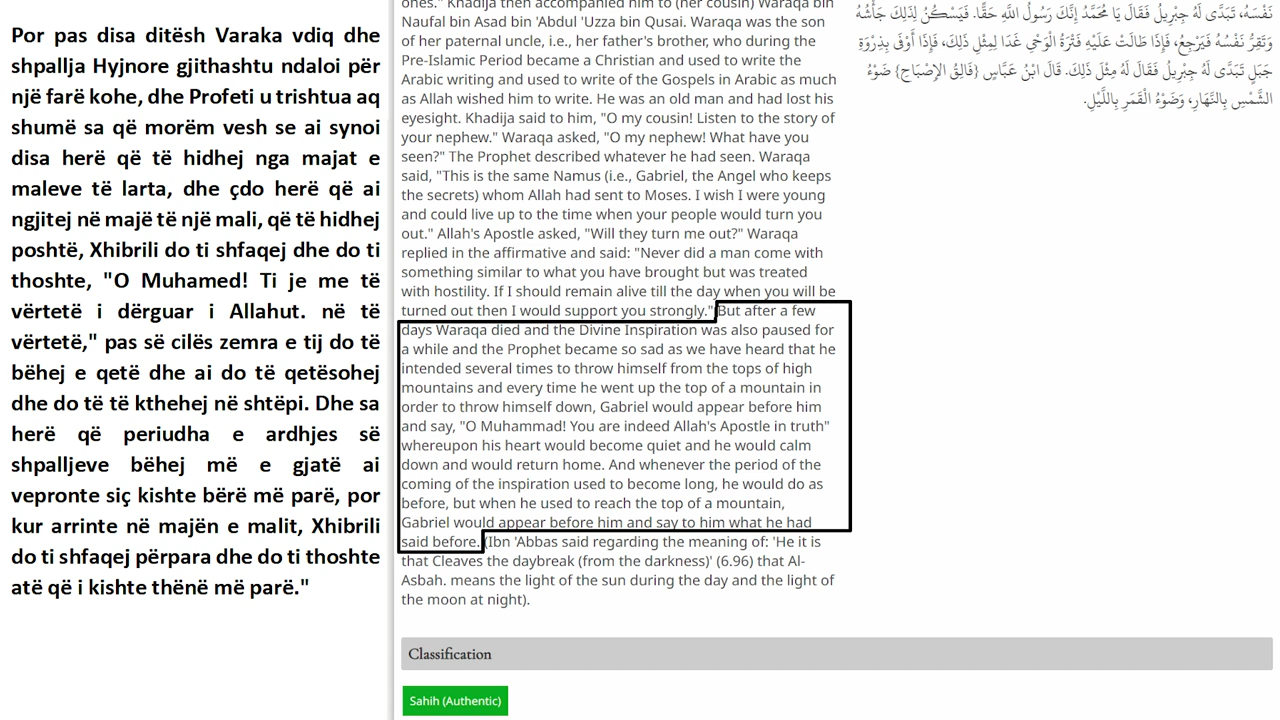 Por pas disa ditësh Varaka vdiq dhe
shpallja Hyjnore gjithashtu ndaloi për
një farë kohe, dhe Profeti u trishtua aq
shumë sa që morëm vesh se ai synoi
disa herë që të hidhej nga majat e
maleve të larta, dhe çdo herë që ai
ngjitej në majë të një mali, që të hidhej
poshtë, Xhibrili do ti shfaqej dhe do ti
thoshte, "O Muhamed! Ti je me të
vërtetë i dërguar i Allahut. në të
vërtetë," pas së cilës zemra e tij do të
bëhej e qetë dhe ai do të qetësohej
dhe do të të kthehej në shtëpi. Dhe sa
herë që periudha e ardhjes së
shpalljeve bëhej më e gjatë ai
vepronte siç kishte bërë më parë, por
kur arrinte në majën e malit, Xhibrili
do ti shfaqej përpara dhe do ti thoshte
atë që i kishte thënë më parë."
ones." Khadija then accompanied him to (her cousin) Waraqa bin
Naufal bin Asad bin 'Abdul 'Uzza bin Qusai. Waraqa was the son
of her paternal uncle, i.e., her father's brother, who during the
Pre-Islamic Period became a Christian and used to write the
Arabic writing and used to write of the Gospels in Arabic as much
as Allah wished him to write. He was an old man and had lost his
eyesight. Khadija said to him, "O my cousin! Listen to the story of
your nephew." Waraqa asked, "O my nephew! What have you
seen?" The Prophet described whatever he had seen. Waraqa
said, "This is the same Namus (i.e., Gabriel, the Angel who keeps
the secrets) whom Allah had sent to Moses. I wish I were young
and could live up to the time when your people would turn you
out." Allah's Apostle asked, "Will they turn me out?" Waraqa
replied in the affirmative and said: "Never did a man come with
something similar to what you have brought but was treated
with hostility. If I should remain alive till the day when you will be
turned out then I would support you strongly." But after a few
days Waraqa died and the Divine Inspiration was also paused for
a while and the Prophet became so sad as we have heard that he
intended several times to throw himself from the tops of high
mountains and every time he went up the top of a mountain in
order to throw himself down, Gabriel would appear before him
and say, "O Muhammad! You are indeed Allah's Apostle in truth"
whereupon his heart would become quiet and he would calm
down and would return home. And whenever the period of the
coming of the inspiration used to become long, he would do as
before, but when he used to reach the top of a mountain,
Gabriel would appear before him and say to him what he had
said before. (Ibn 'Abbas said regarding the meaning of: 'He it is
that Cleaves the daybreak (from the darkness)' (6.96) that Al-
Asbah. means the light of the sun during the day and the light of
the moon at night).
نَفْسَهُ، تَبَدَّى لَهُ جِبْرِيلُ فَقَالَ يَا مُحَمَّدُ إِنَّكَ رَسُولُ اللَّهِ حَقًّا. فَيَسْكُنُ لِذَلِكَ جَأْشُهُ
وَتَقِرُّ نَفْسُهُ فَيَرْجِعُ، فَإِذَا طَالَتْ عَلَيْهِ فَتْرَةُ الْوَحْىِ غَدَا لِمِثْلِ ذَلِكَ، فَإِذَا أَوْفَى بِذِرْوَةِ
جَبَلٍ تَبَدَّى لَهُ جِبْرِيلُ فَقَالَ لَهُ مِثْلَ ذَلِكَ. قَالَ ابْنُ عَبَّاسٍ {فَالِقُ الإِصْبَاحِ} ضَوْءُ
الشَّمْسِ بِالنَّهَارِ، وَضَوْءُ الْقَمَرِ بِاللَّيْلِ.
Classification
Sahih (Authentic)